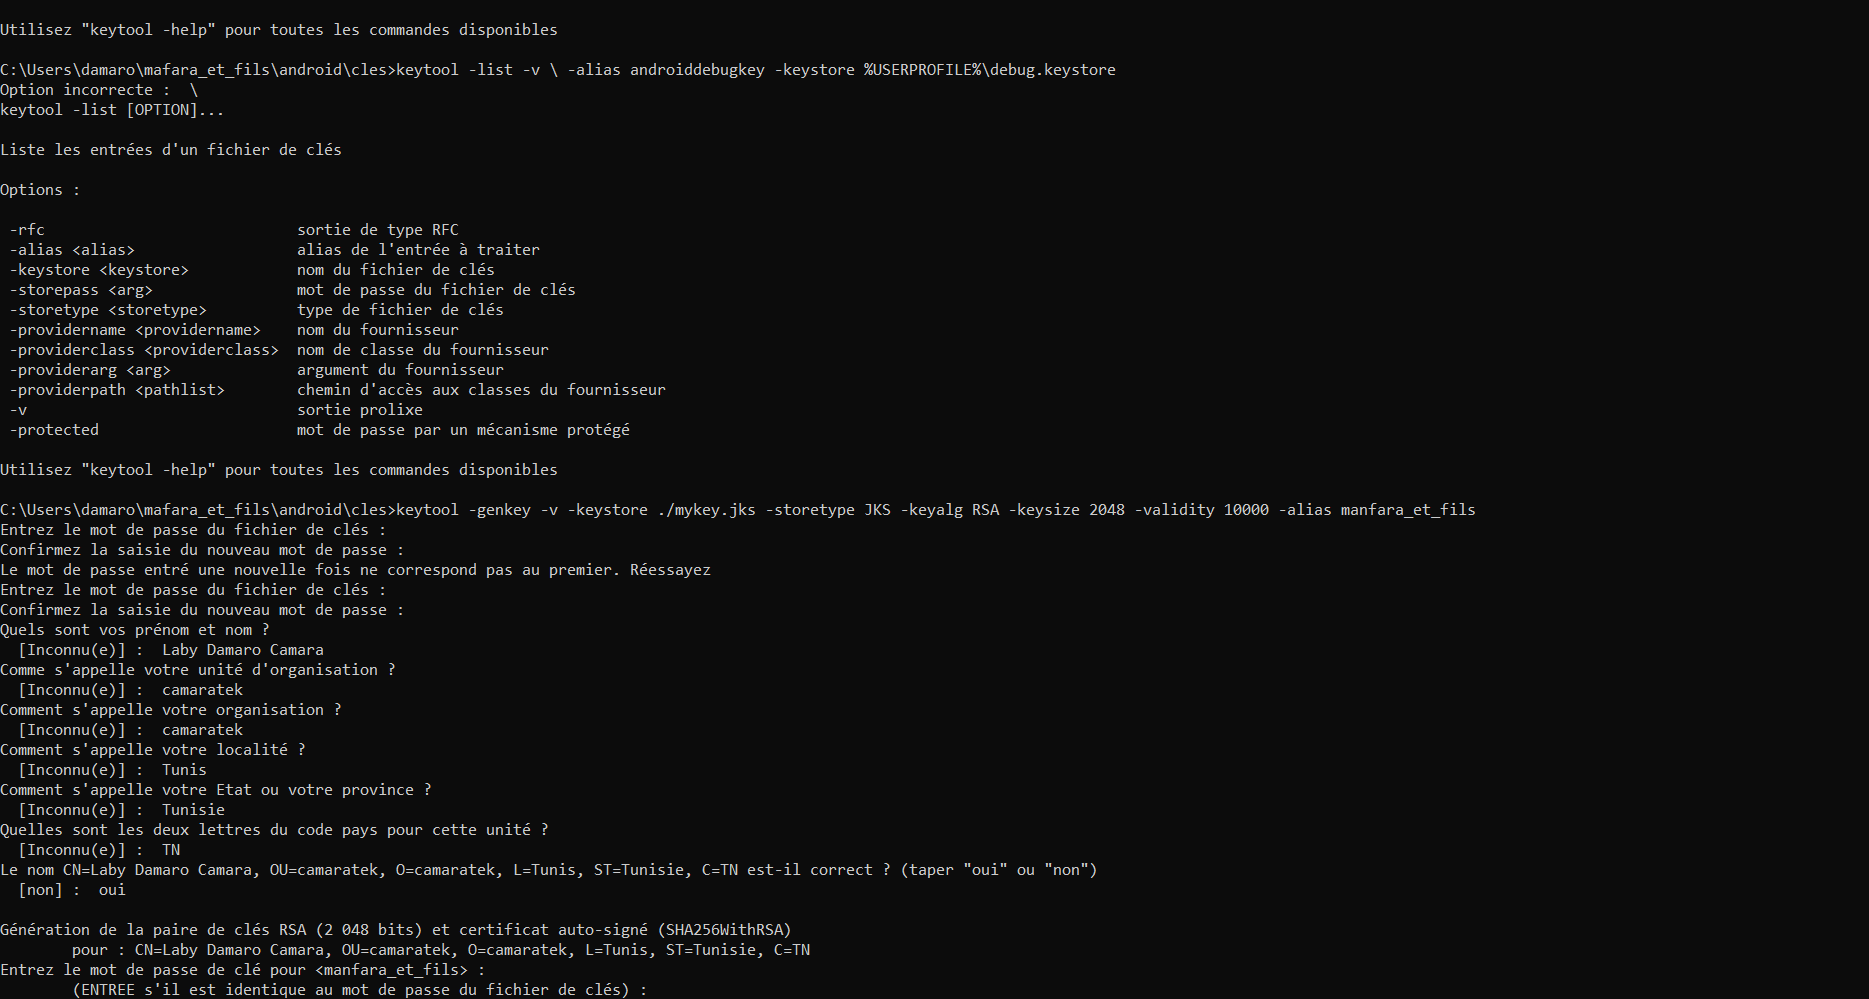 Utilisez "keytool -help" pour toutes les commandes disponibles
C:\Users\damaro\mafara_et_fils\android\cles>keytool -list -v \ -alias androiddebugkey -keystore %USERPROFILE%\debug.keystore
Option incorrecte :  \
keytool -list [OPTION]...
Liste les entrées d'un fichier de clés
Options :
-rfc                            sortie de type RFC
-alias <alias>                  alias de l'entrée à traiter
-keystore <keystore>            nom du fichier de clés
-storepass <arg>                mot de passe du fichier de clés
-storetype <storetype>          type de fichier de clés
-providername <providername>    nom du fournisseur
-providerclass <providerclass>  nom de classe du fournisseur
-providerarg <arg>              argument du fournisseur
-providerpath <pathlist>        chemin d'accès aux classes du fournisseur
-v                              sortie prolixe
-protected                      mot de passe par un mécanisme protégé
Utilisez "keytool -help" pour toutes les commandes disponibles
C:\Users\damaro\mafara_et_fils\android\cles>keytool -genkey -v -keystore ./mykey.jks -storetype JKS -keyalg RSA -keysize 2048 -validity 10000 -alias manfara_et_fils
Entrez le mot de passe du fichier de clés :
Confirmez la saisie du nouveau mot de passe :
Le mot de passe entré une nouvelle fois ne correspond pas au premier. Réessayez
Entrez le mot de passe du fichier de clés :
Confirmez la saisie du nouveau mot de passe :
Quels sont vos prénom et nom ?
[Inconnu(e)] :  Laby Damaro Camara
Comme s'appelle votre unité d'organisation ?
[Inconnu(e)] :  camaratek
Comment s'appelle votre organisation ?
[Inconnu(e)] :  camaratek
Comment s'appelle votre localité ?
[Inconnu(e)] :  Tunis
Comment s'appelle votre Etat ou votre province ?
[Inconnu(e)] :  Tunisie
Quelles sont les deux lettres du code pays pour cette unité ?
[Inconnu(e)] :  TN
Le nom CN=Laby Damaro Camara, OU=camaratek, O=camaratek, L=Tunis, ST=Tunisie, C=TN est-il correct ? (taper "oui" ou "non")
[non] :  oui
Génération de la paire de clés RSA (2 048 bits) et certificat auto-signé (SHA256WithRSA)
pour : CN=Laby Damaro Camara, OU=camaratek, O=camaratek, L=Tunis, ST=Tunisie, C=TN
Entrez le mot de passe de clé pour <manfara_et_fils> :
(ENTREE s'il est identique au mot de passe du fichier de clés) :